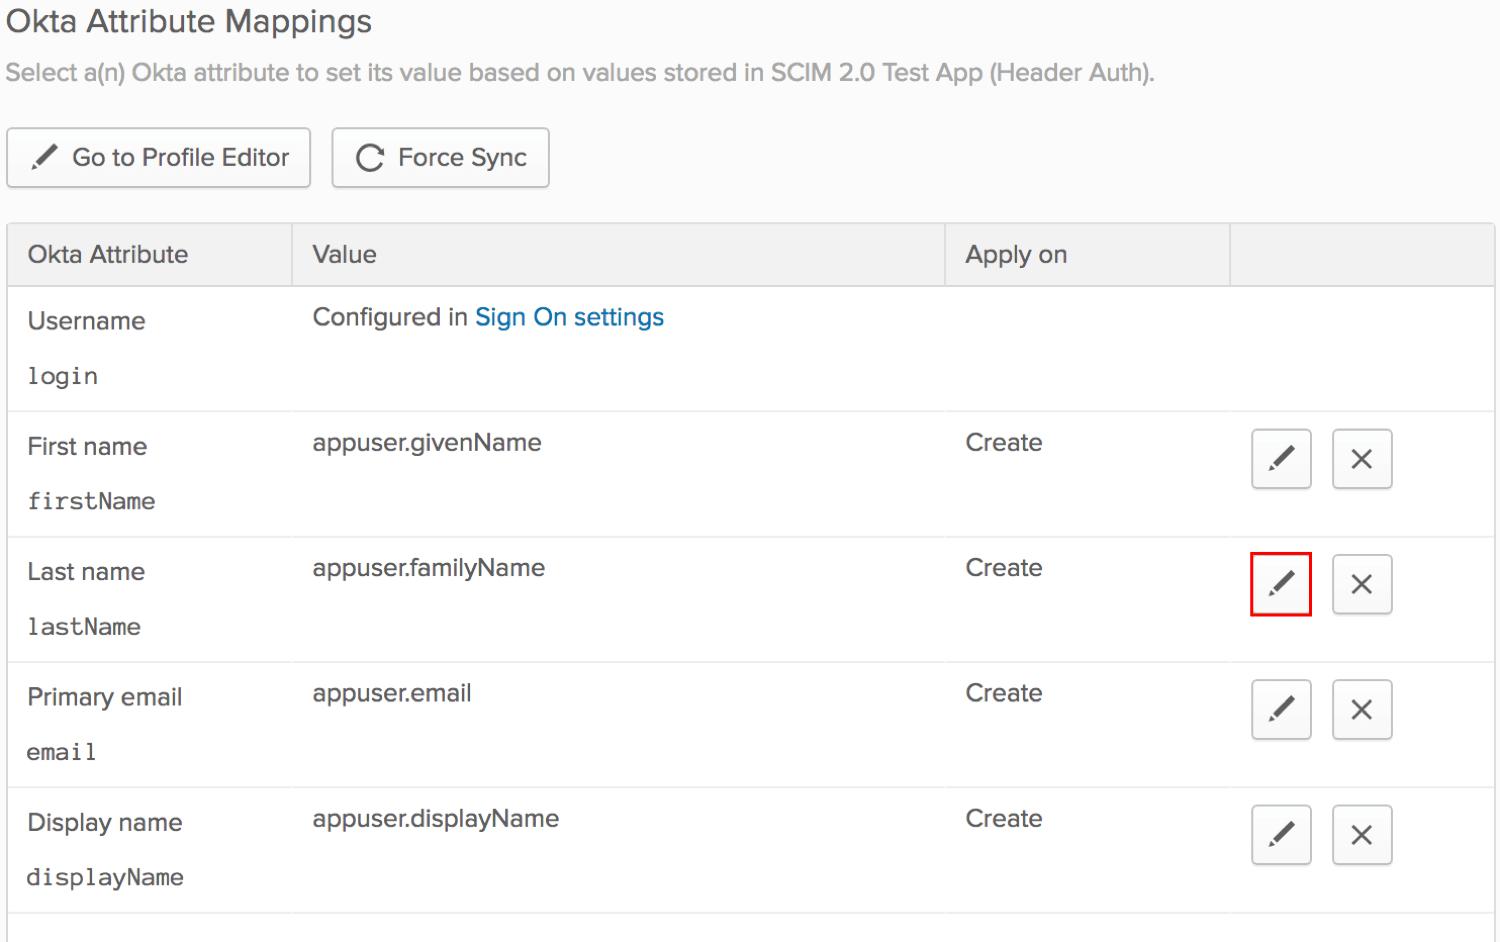 Okta Attribute Mappings
Select a(n) Okta attribute to set its value based on values stored in SCIM 2.0 Test App (Header Auth).
Go to Profile Editor Force Sync
Okta Attribute Value Apply on
Username Configured in Sign On settings
login
First name appuser.givenName Create
firstName
Last name appuser.familyName Create
lastName
Primary email appuser.email Create
email
Display name appuser.displayName Create
displayName